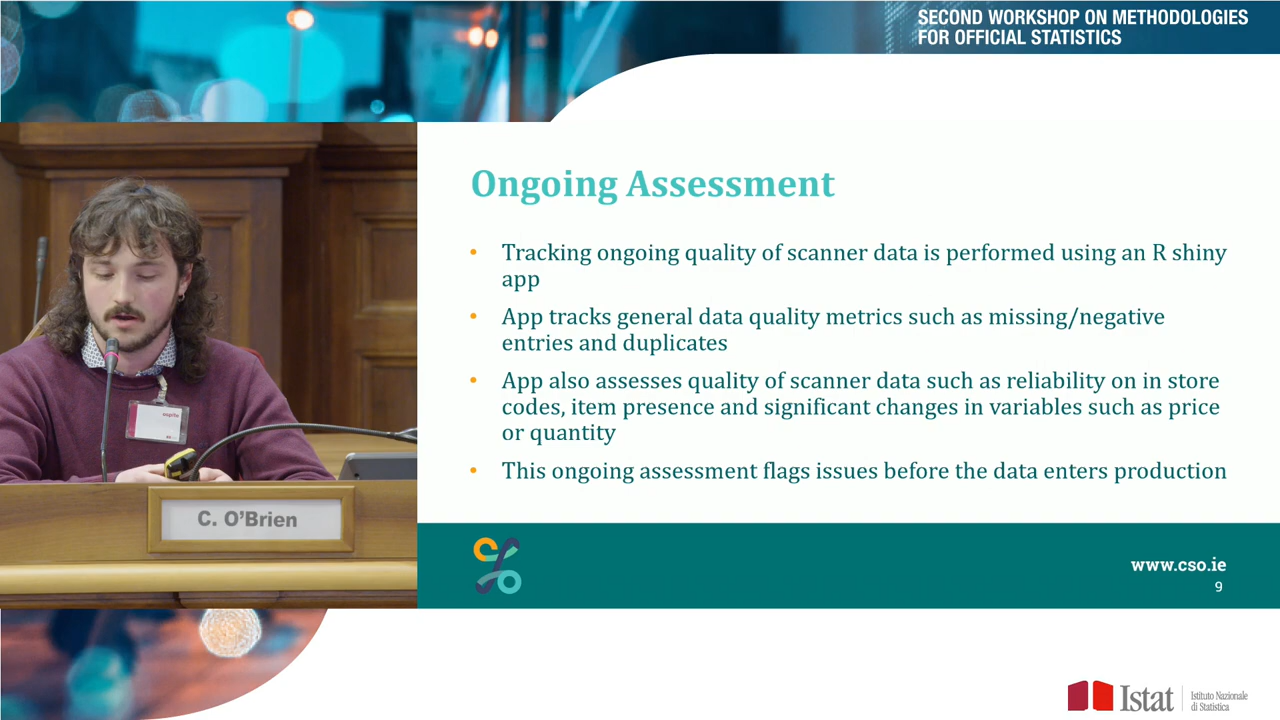 SECOND WORKSHOP ON METHODOLOGIES
FOR OFFICIAL STATISTICS
Ongoing Assessment
• Tracking ongoing quality of scanner data is performed using an R shiny
app
• App tracks general data quality metrics such as missing/negative
entries and duplicates
• App also assesses quality of scanner data such as reliability on in store
codes, item presence and significant changes in variables such as price
or quantity
• This ongoing assessment flags issues before the data enters production
C. O'Brien
www.cso.ie
9
Istat
Istituto Nazionale
di Statistica